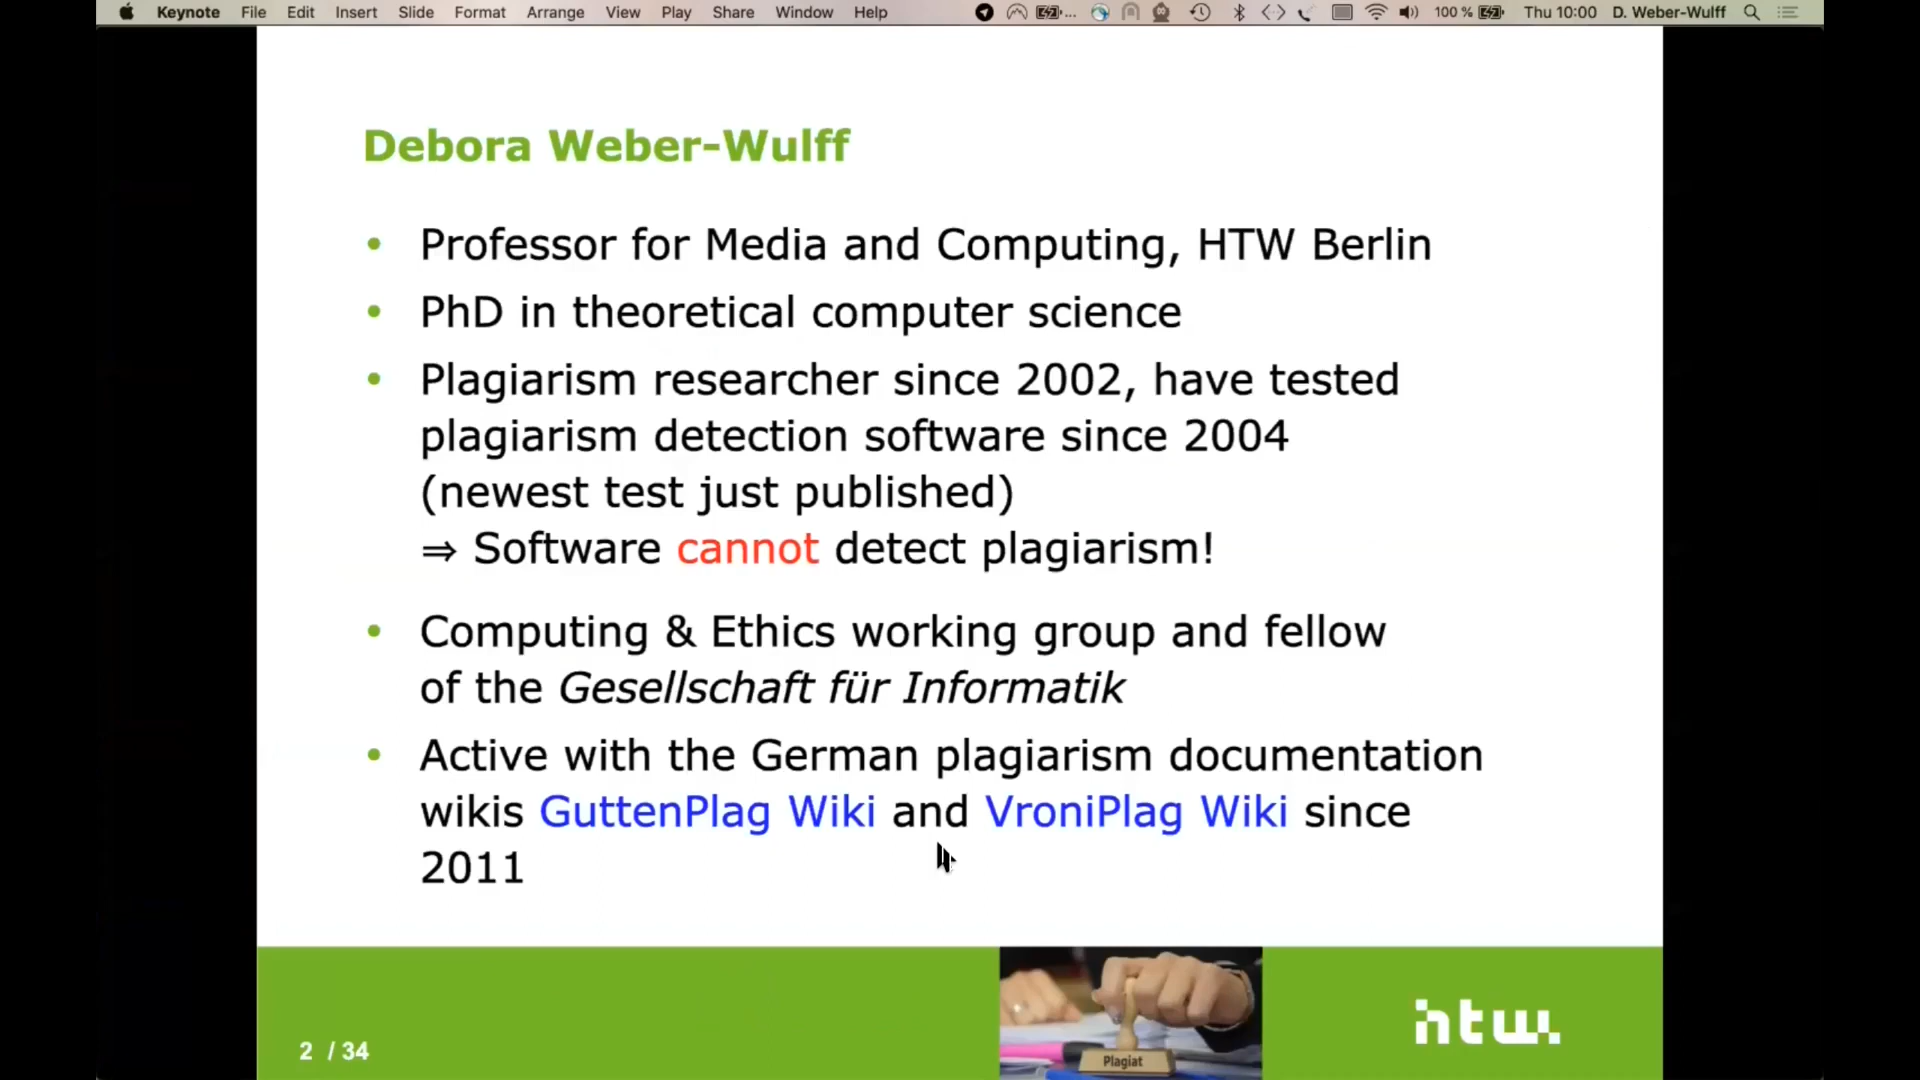 Keynote File Edit Insert Slide Format Arrange View Play Share Window Help 100 % Thu 10:00 D. Weber-Wulff
Debora Weber-Wulff
• Professor for Media and Computing, HTW Berlin
• PhD in theoretical computer science
• Plagiarism researcher since 2002, have tested
plagiarism detection software since 2004
(newest test just published)
⇒ Software cannot detect plagiarism!
• Computing & Ethics working group and fellow
of the Gesellschaft für Informatik
• Active with the German plagiarism documentation
wikis GuttenPlag Wiki and VroniPlag Wiki since
2011
2 / 34
Plagiat
htw.